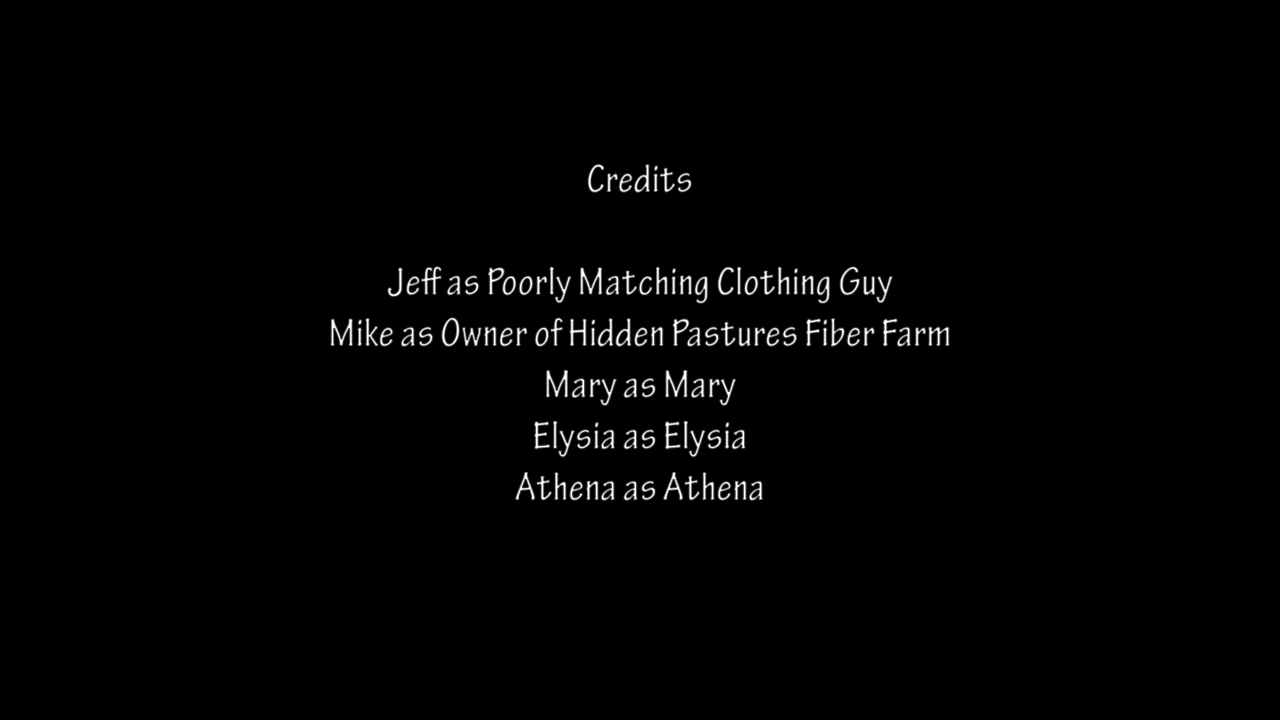 Credits
Jeff as Poorly Matching Clothing Guy
Mike as Owner of Hidden Pastures Fiber Farm
Mary as Mary
Elysia as Elysia
Athena as Athena